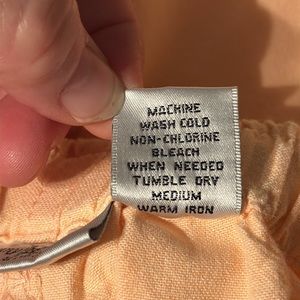 MACHINE
WASH COLD
NON-CHLORINE
BLEACH
WHEN NEEDED
TUMBLE DRY
MEDIUM
WARM IRON